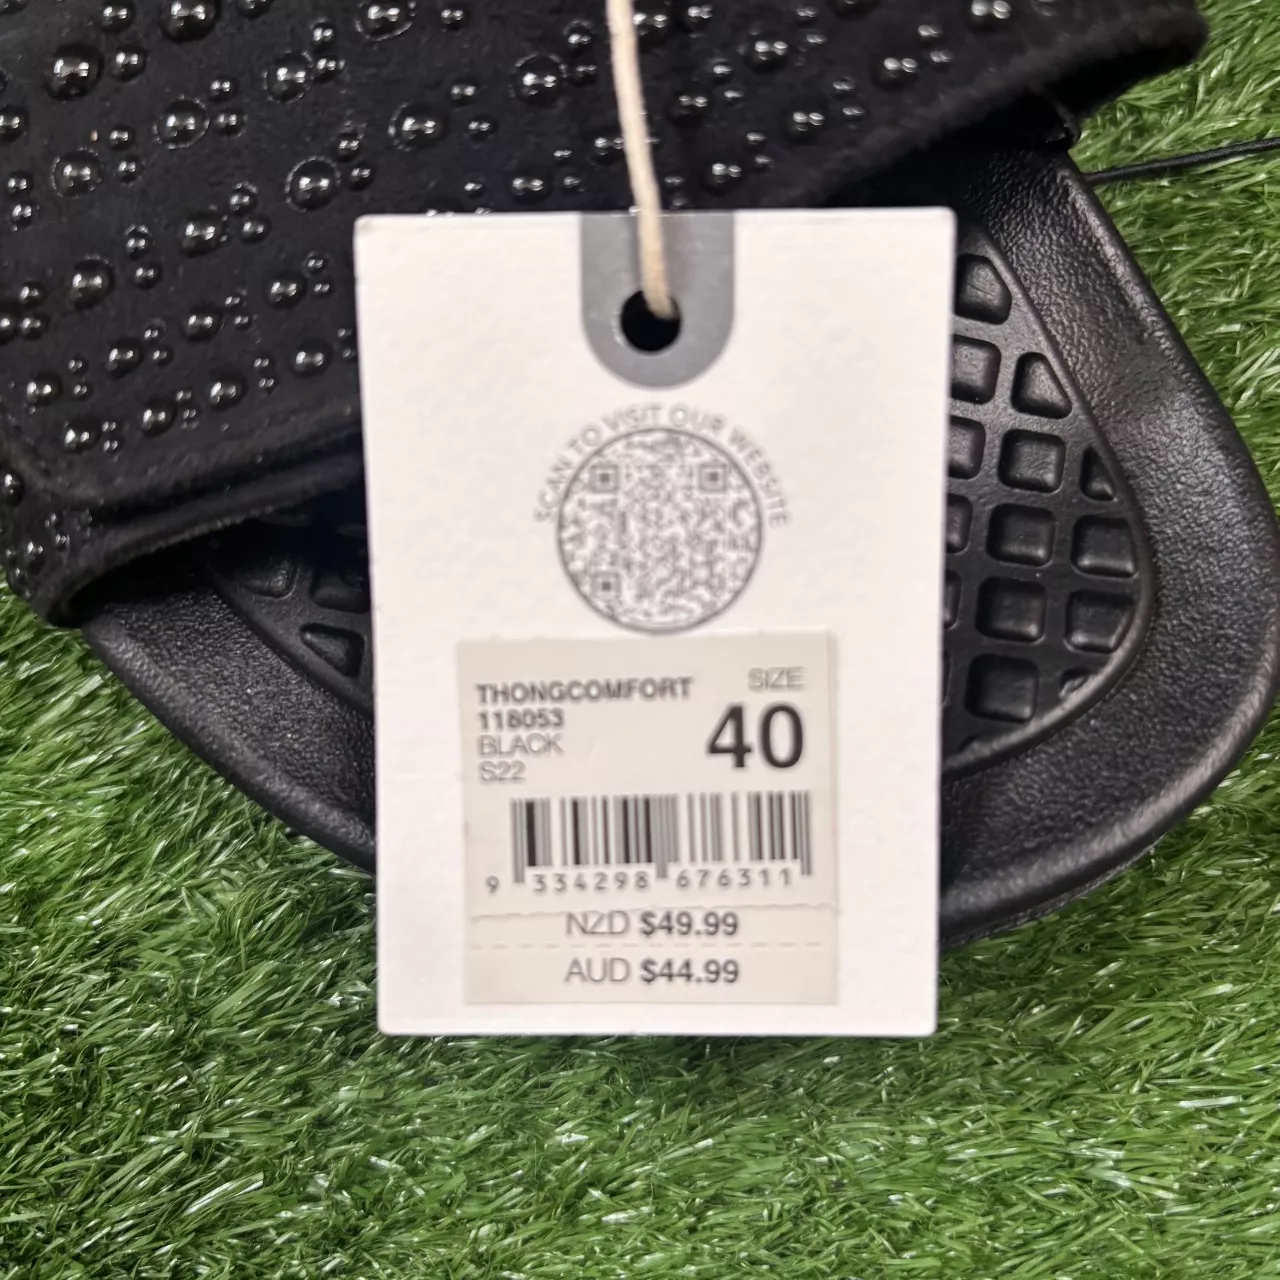 SCAN TO VISIT OUR WEBSITE
THONGCOMFORT
SIZE
118053
40
BLACK
S22
9 334298 676311
NZD $49.99
AUD $44.99